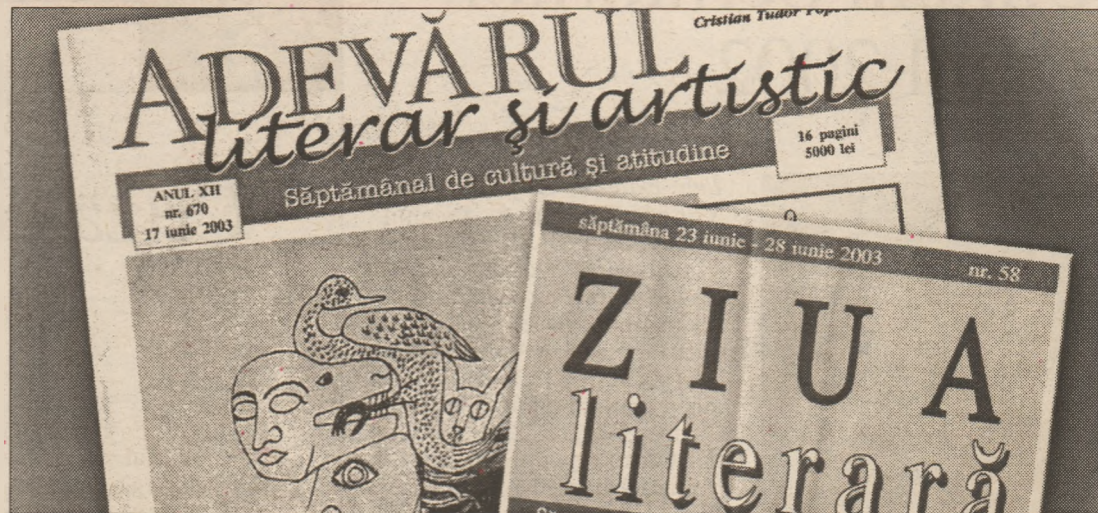 Cristian Tudor
ADEVĂRUL
literar şi artistic
16 pagini
5000 lei
Săptămânal de cultură şi atitudine
ANUL XII
nr. 670
17 iunie 2003
săptămâna 23 iunie - 28 iunie 2003
nr. 58
ZIUA
literară